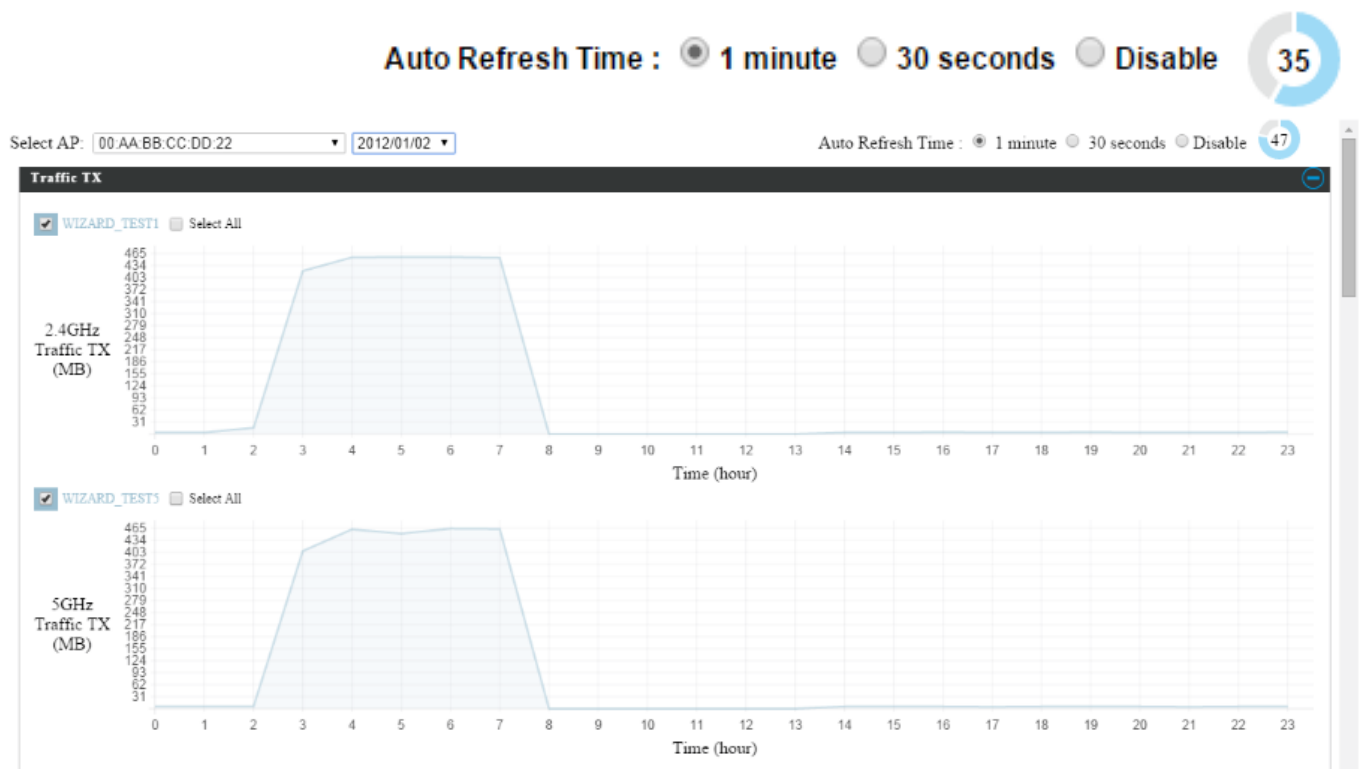 Auto Refresh Time : 1 minute 30 seconds Disable 35
Select AP: 00:AA:BB:CC:DD:22 2012/01/02 Auto Refresh Time : 1 minute 30 seconds Disable 47
Traffic TX
WIZARD_TEST1 Select All
465
434
403
372
341
310
279
248
217
186
155
124
93
62
31
2.4GHz
Traffic TX
(MB)
0 1 2 3 4 5 6 7 8 9 10 11 12 13 14 15 16 17 18 19 20 21 22 23
Time (hour)
WIZARD_TEST5 Select All
465
434
403
372
341
310
279
248
217
186
155
124
93
62
31
5GHz
Traffic TX
(MB)
0 1 2 3 4 5 6 7 8 9 10 11 12 13 14 15 16 17 18 19 20 21 22 23
Time (hour)